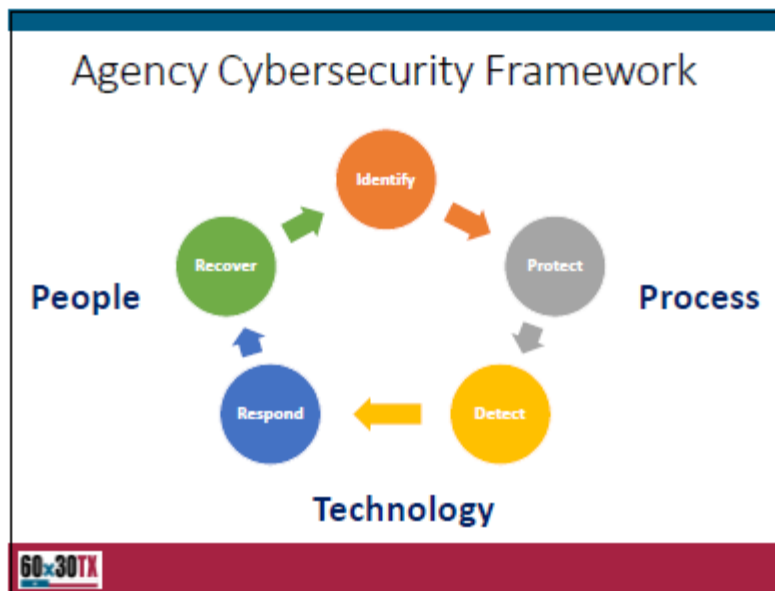 Agency Cybersecurity Framework
Identify
Recover
Protect
People
Process
Respond
Detect
Technology
60x30TX